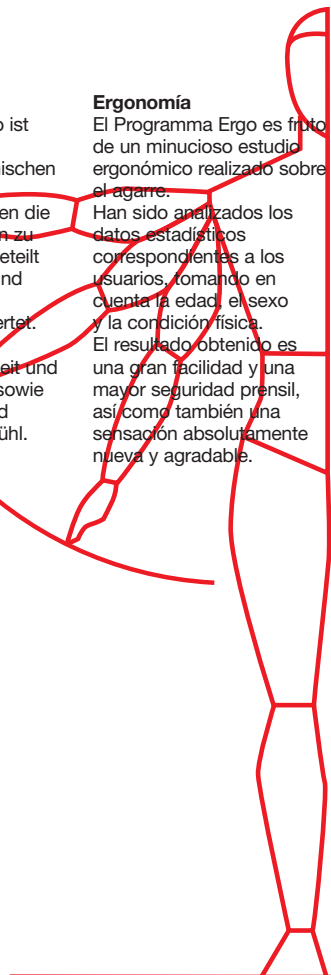 o ist
nischen
en die
n zu
eteilt
nd
ertet.
eit und
sowie
d
ühl.
Ergonomía
El Programma Ergo es fruto
de un minucioso estudio
ergonómico realizado sobre
el agarre.
Han sido analizados los
datos estadísticos
correspondientes a los
usuarios, tomando en
cuenta la edad, el sexo
y la condición física.
El resultado obtenido es
una gran facilidad y una
mayor seguridad prensil,
así como también una
sensación absolutamente
nueva y agradable.